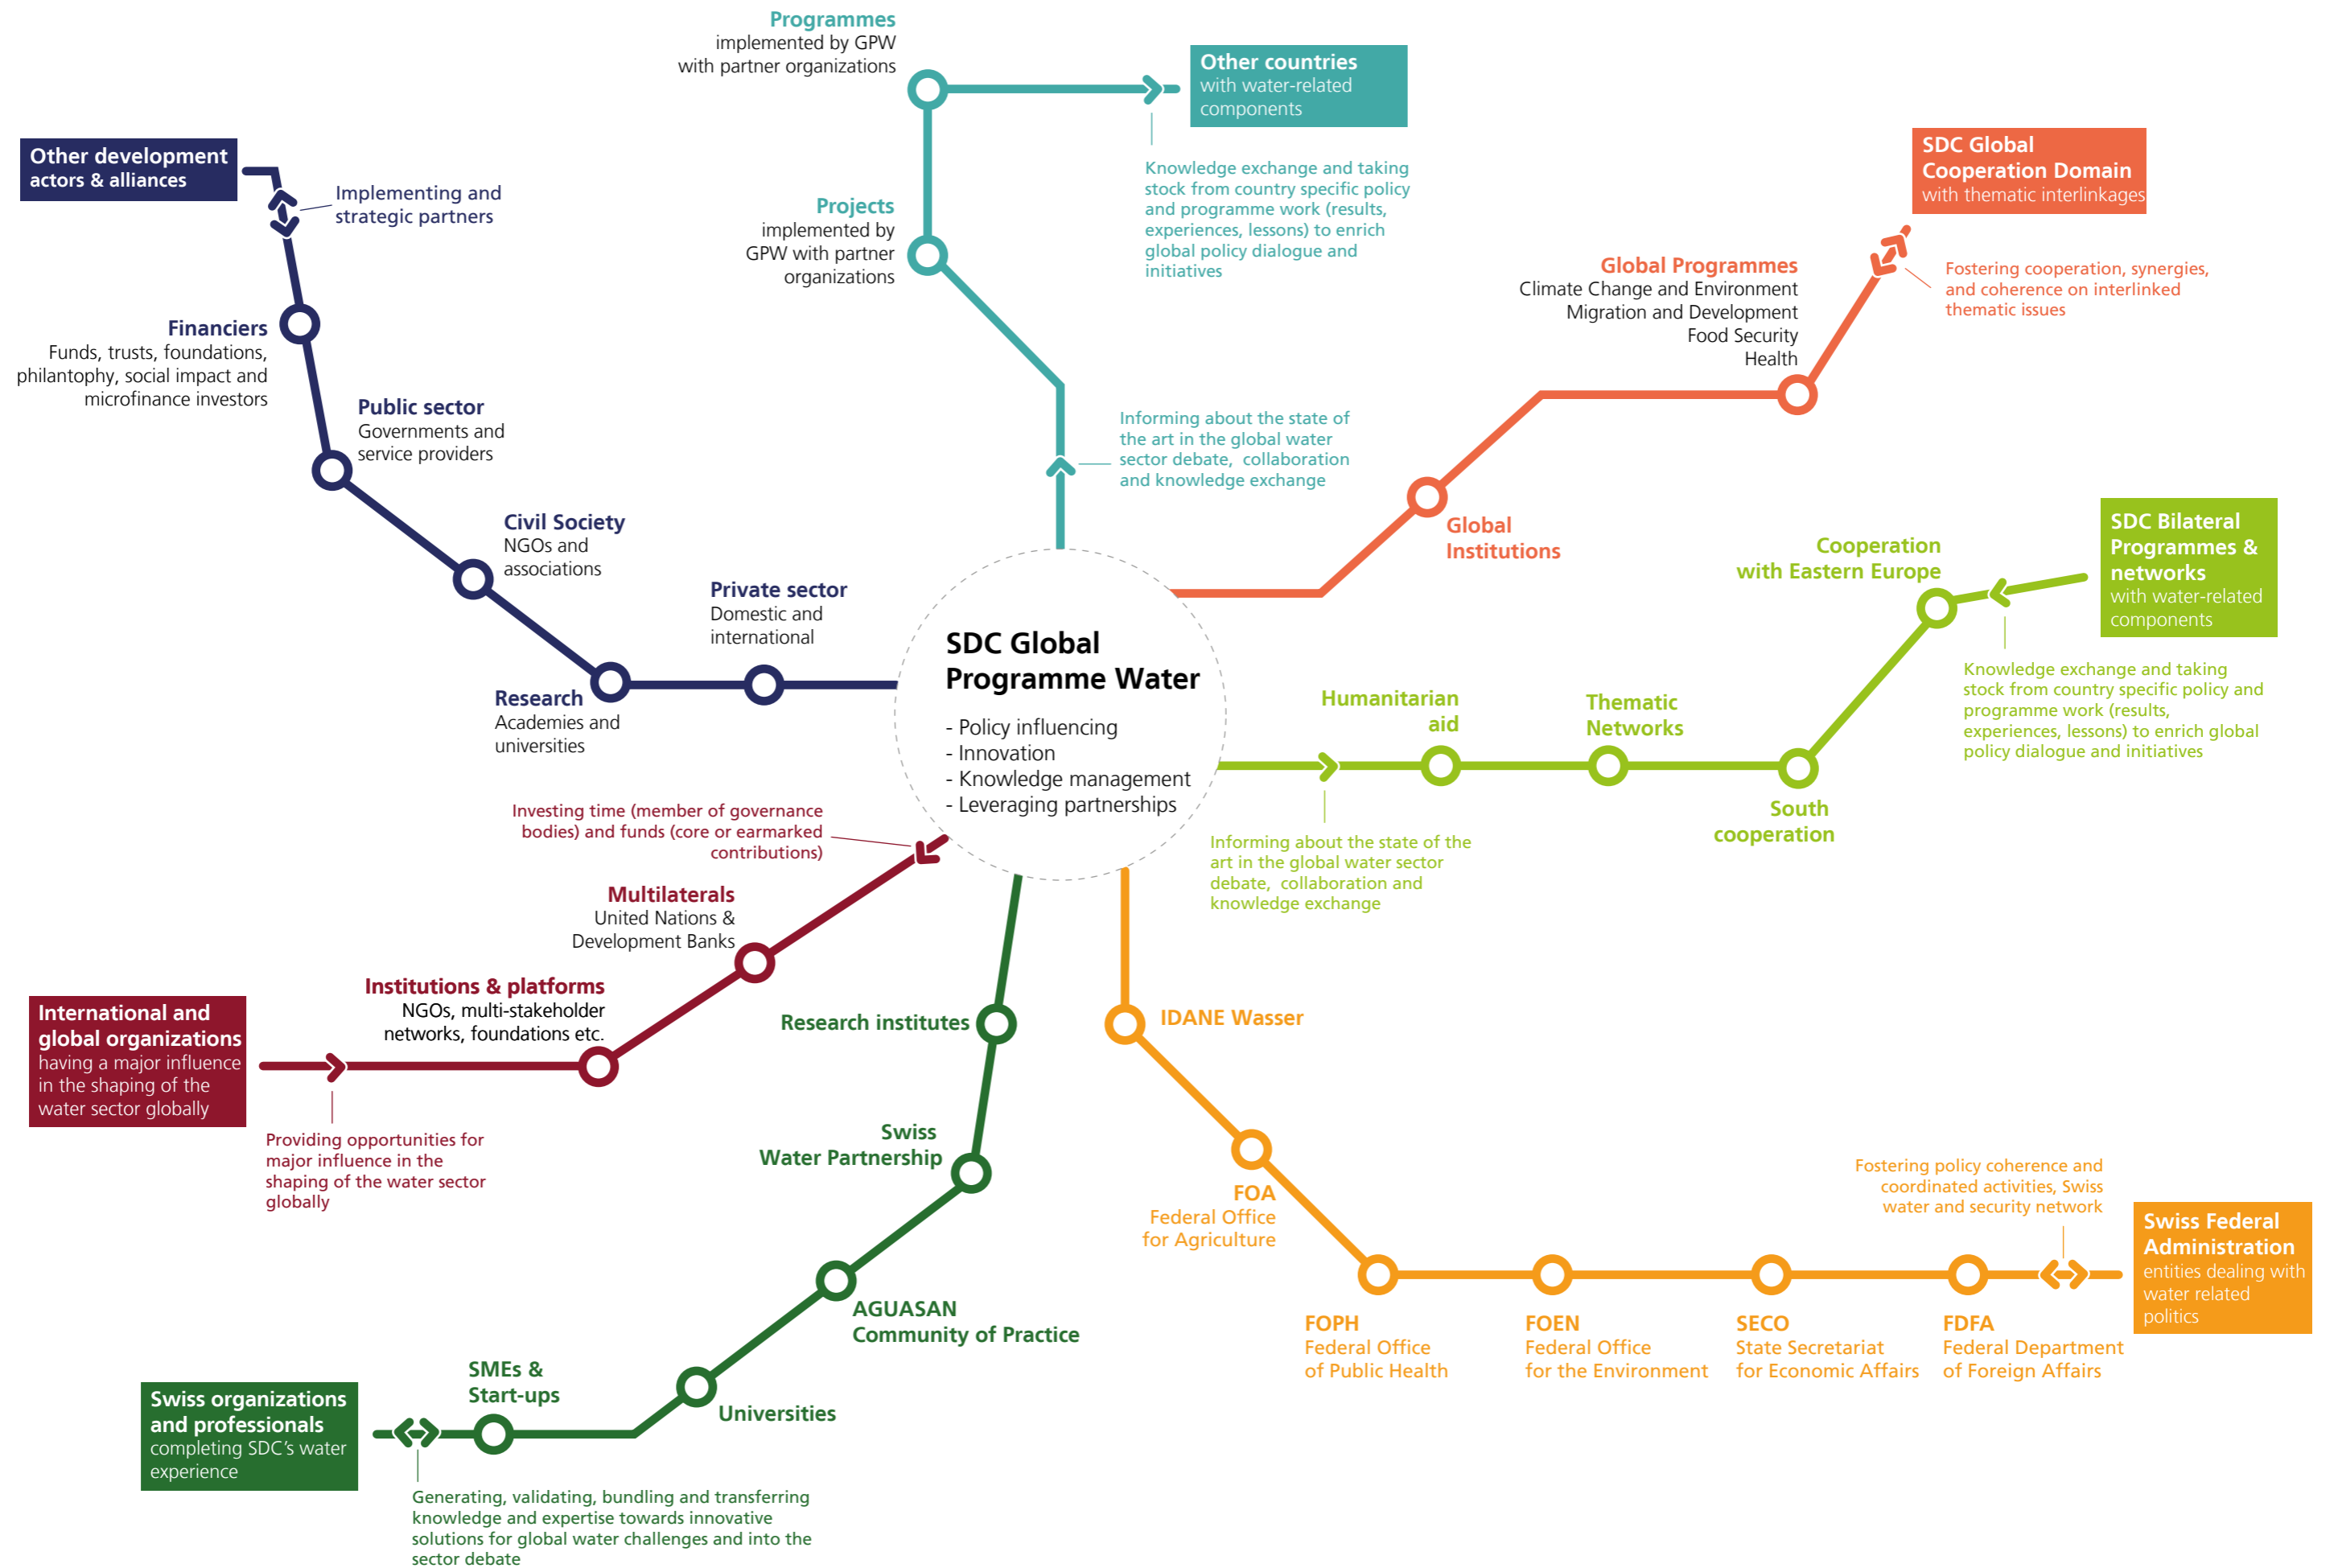 Programmes
implemented by GPW
with partner organizations
Other countries
with water-related
components
Knowledge exchange and taking
stock from country specific policy
and programme work (results,
experiences, lessons) to enrich
global policy dialogue and
initiatives
Projects
implemented by
GPW with partner
organizations
Informing about the state of
the art in the global water
sector debate, collaboration
and knowledge exchange
Other development
actors & alliances
Implementing and
strategic partners
Financiers
Funds, trusts, foundations,
philantophy, social impact and
microfinance investors
Public sector
Governments and
service providers
Civil Society
NGOs and
associations
Research
Academies and
universities
Private sector
Domestic and
international
SDC Global
Cooperation Domain
with thematic interlinkages
Fostering cooperation, synergies,
and coherence on interlinked
thematic issues
Global Programmes
Climate Change and Environment
Migration and Development
Food Security
Health
Global
Institutions
SDC Global
Programme Water
- Policy influencing
- Innovation
- Knowledge management
- Leveraging partnerships
SDC Bilateral
Programmes &
networks
with water-related
components
Knowledge exchange and taking
stock from country specific policy and
programme work (results,
experiences, lessons) to enrich global
policy dialogue and initiatives
Cooperation
with Eastern Europe
South
cooperation
Thematic
Networks
Humanitarian
aid
Informing about the state of the
art in the global water sector
debate, collaboration and
knowledge exchange
Investing time (member of governance
bodies) and funds (core or earmarked
contributions)
Multilaterals
United Nations &
Development Banks
Institutions & platforms
NGOs, multi-stakeholder
networks, foundations etc.
International and
global organizations
having a major influence
in the shaping of the
water sector globally
Providing opportunities for
major influence in the
shaping of the water sector
globally
Research institutes
Swiss
Water Partnership
AGUASAN
Community of Practice
Universities
SMEs &
Start-ups
Swiss organizations
and professionals
completing SDC's water
experience
Generating, validating, bundling and transferring
knowledge and expertise towards innovative
solutions for global water challenges and into the
sector debate
IDANE Wasser
FOA
Federal Office
for Agriculture
FOPH
Federal Office
of Public Health
FOEN
Federal Office
for the Environment
SECO
State Secretariat
for Economic Affairs
FDFA
Federal Department
of Foreign Affairs
Fostering policy coherence and
coordinated activities, Swiss
water and security network
Swiss Federal
Administration
entities dealing with
water related
politics